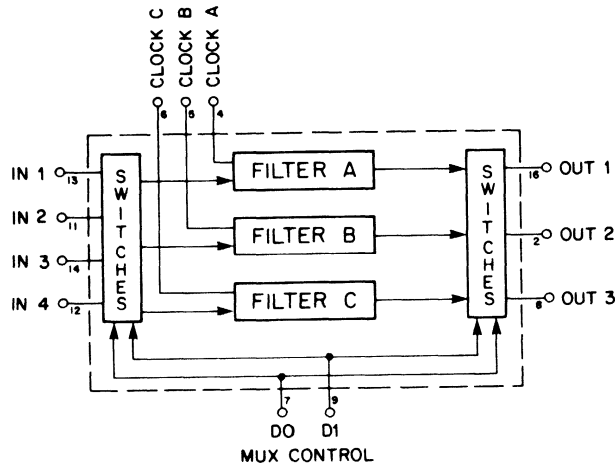 CLOCK C
CLOCK B
CLOCK A
6
5
4
IN 1
13
IN 2
11
IN 3
14
IN 4
12
SWITCHES
FILTER A
FILTER B
FILTER C
SWITCHES
16
OUT 1
2
OUT 2
8
OUT 3
7
9
D0
D1
MUX CONTROL